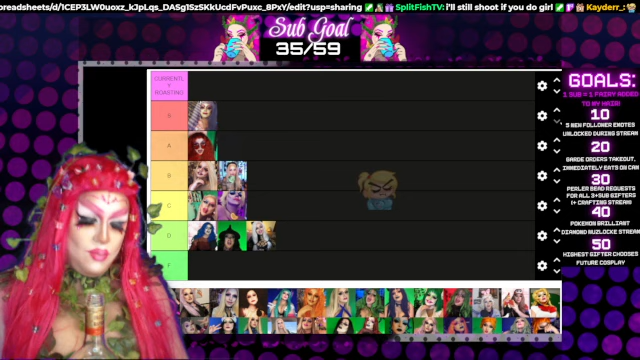 preadsheets/d/1CEP3LW0uoxz_kJpLqs_DASg1SzSKkUcdFvPuxc_8PxY/edit?usp=sharing SplitFishTV: i'll still shoot if you do girl Kayderr_:
Sub Goal
35/59
CURRENTL
Y
ROASTING
S
A
B
C
D
F
GOALS:
1 SUB = 1 FAIRY ADDED
TO MY HAIR!
10
5 NEW FOLLOWER EMOTES
UNLOCKED DURING STREAM
20
GARDE ORDERS TAKEOUT,
IMMEDIATELY EATS ON CAM
30
PERLER BEAD REQUESTS
FOR ALL 3+SUB GIFTERS
(+ CRAFTING STREAM)
40
POKEMON BRILLIANT
DIAMOND NUZLOCKE STREAM
50
HIGHEST GIFTER CHOOSES
FUTURE COSPLAY